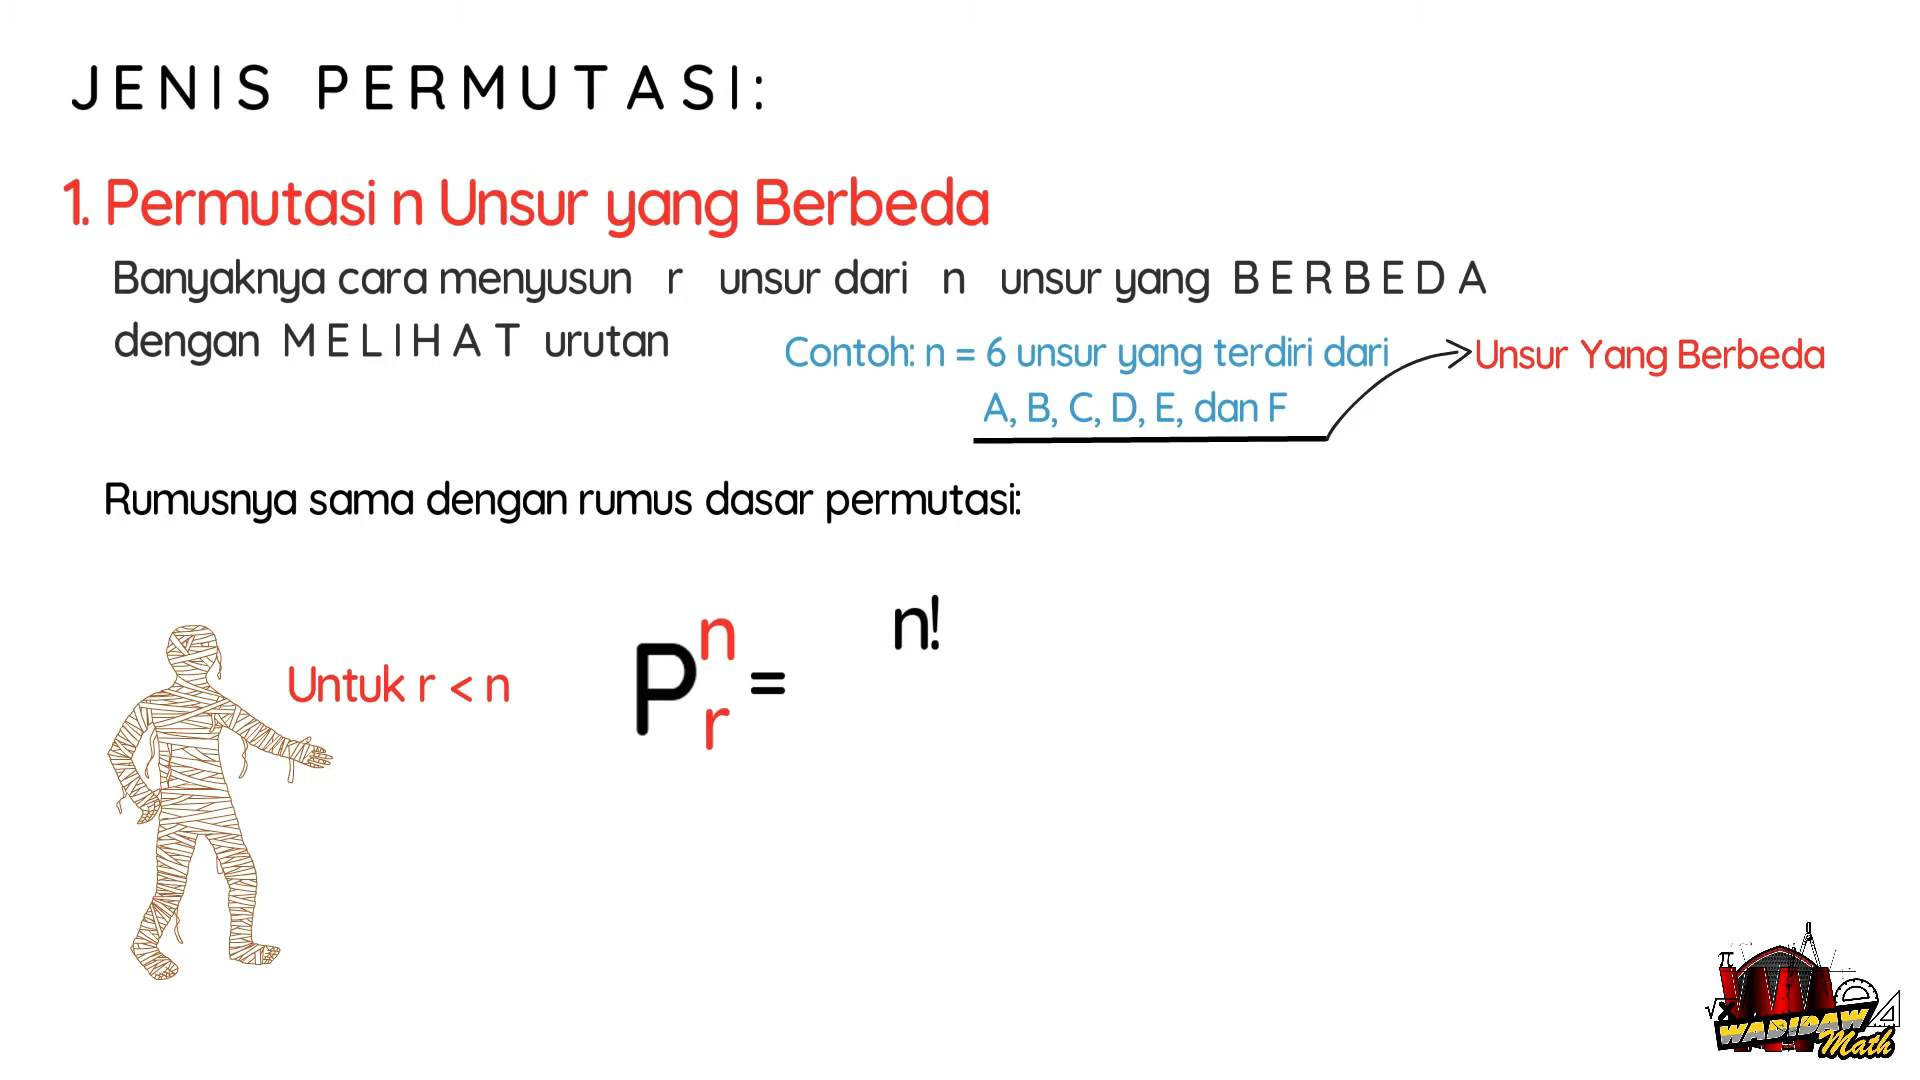 JENIS PERMUTASI:
1. Permutasi n Unsur yang Berbeda
Banyaknya cara menyusun r unsur dari n unsur yang BERBEDA
dengan MELIHAT urutan
Contoh: n = 6 unsur yang terdiri dari
A, B, C, D, E, dan F
Unsur Yang Berbeda
Rumusnya sama dengan rumus dasar permutasi:
Untuk r < n
P n r = n!
π
√x
WADIDAW
Math